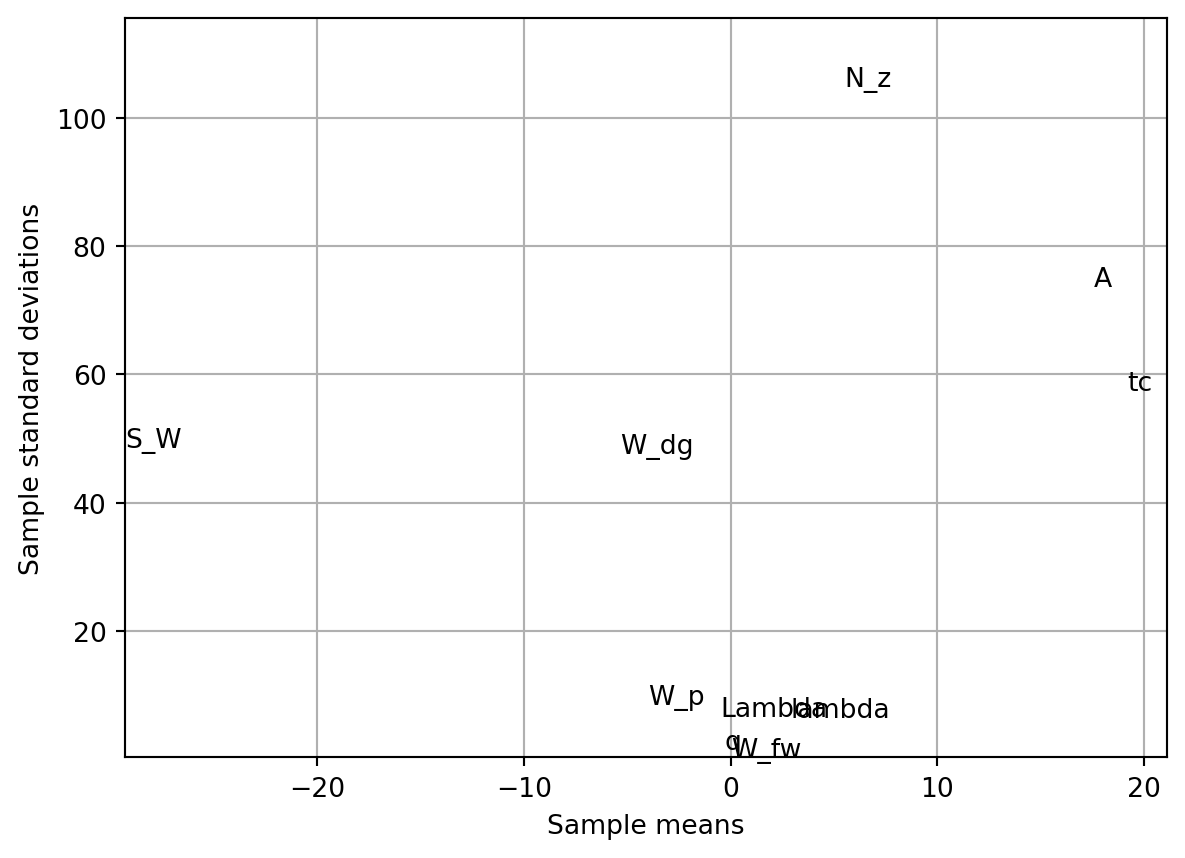 N_z
100
80
A
60
tc
S_W
W_dg
40
20
W_p
Lambda
lambda
q
W_fw
−20
−10
0
10
20
Sample means
Sample standard deviations